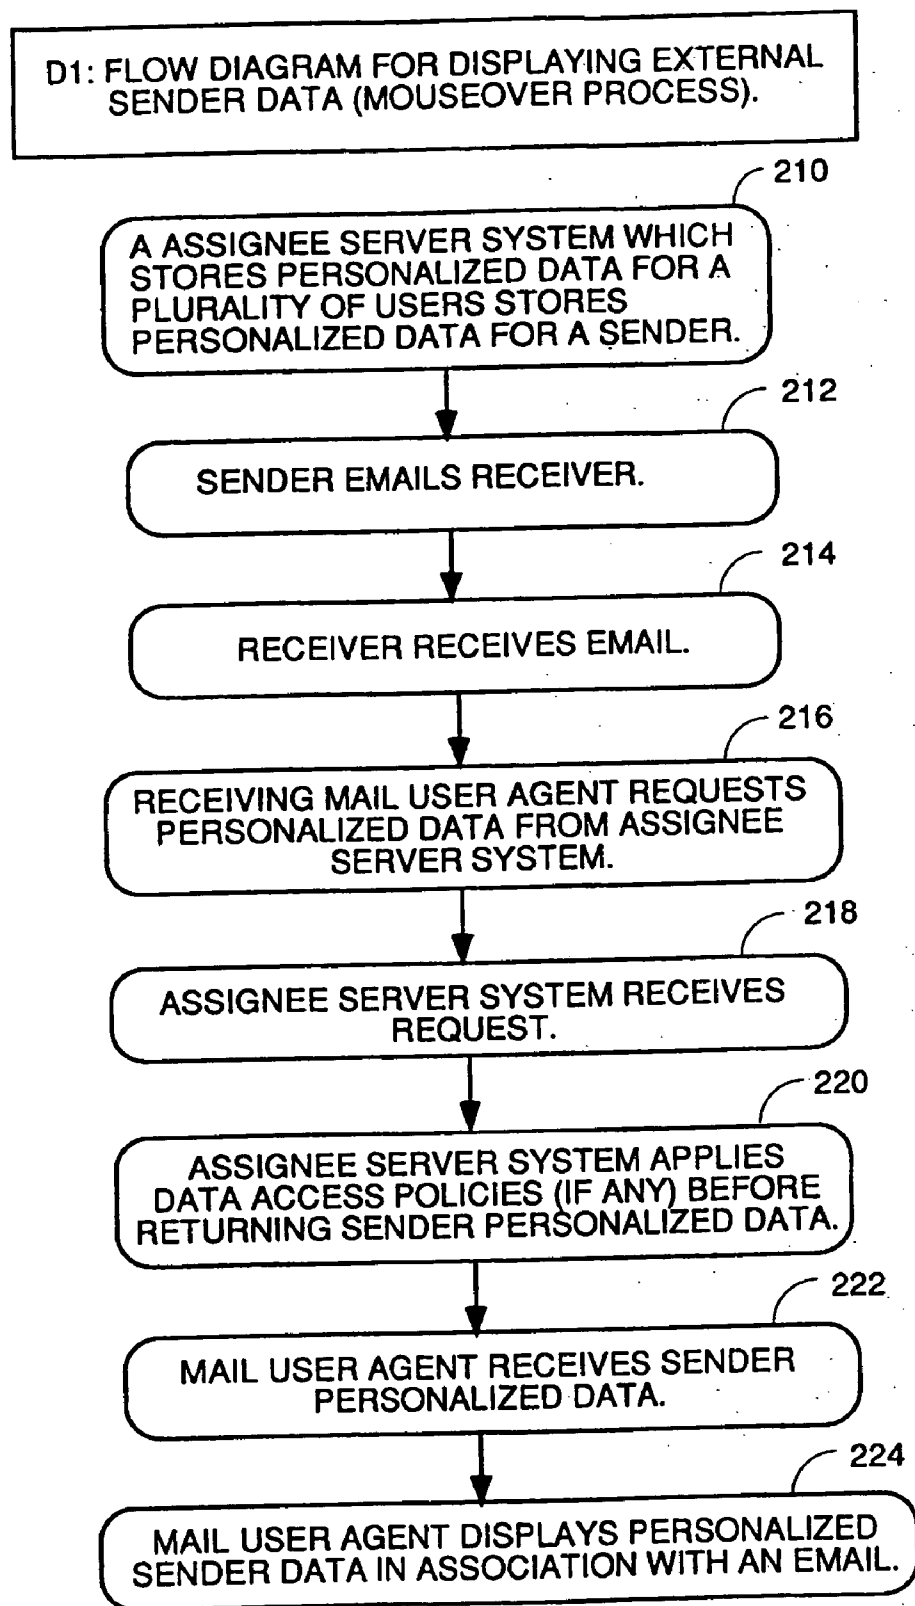 D1: FLOW DIAGRAM FOR DISPLAYING EXTERNAL
SENDER DATA (MOUSEOVER PROCESS).
210
A ASSIGNEE SERVER SYSTEM WHICH
STORES PERSONALIZED DATA FOR A
PLURALITY OF USERS STORES
PERSONALIZED DATA FOR A SENDER.
212
SENDER EMAILS RECEIVER.
214
RECEIVER RECEIVES EMAIL.
216
RECEIVING MAIL USER AGENT REQUESTS
PERSONALIZED DATA FROM ASSIGNEE
SERVER SYSTEM.
218
ASSIGNEE SERVER SYSTEM RECEIVES
REQUEST.
220
ASSIGNEE SERVER SYSTEM APPLIES
DATA ACCESS POLICIES (IF ANY) BEFORE
RETURNING SENDER PERSONALIZED DATA.
222
MAIL USER AGENT RECEIVES SENDER
PERSONALIZED DATA.
224
MAIL USER AGENT DISPLAYS PERSONALIZED
SENDER DATA IN ASSOCIATION WITH AN EMAIL.